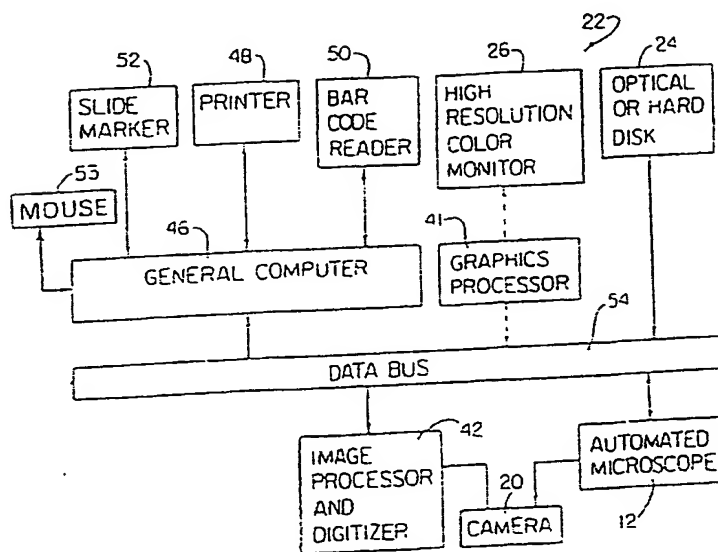 52
48
50
26
22
24
SLIDE
MARKER
PRINTER
BAR
CODE
READER
HIGH
RESOLUTION
COLOR
MONITOR
OPTICAL
OR HARD
DISK
53
MOUSE
46
GENERAL COMPUTER
41
GRAPHICS
PROCESSOR
54
DATA BUS
42
IMAGE
PROCESSOR
AND
DIGITIZER
20
CAMERA
AUTOMATED
MICROSCOPE
12